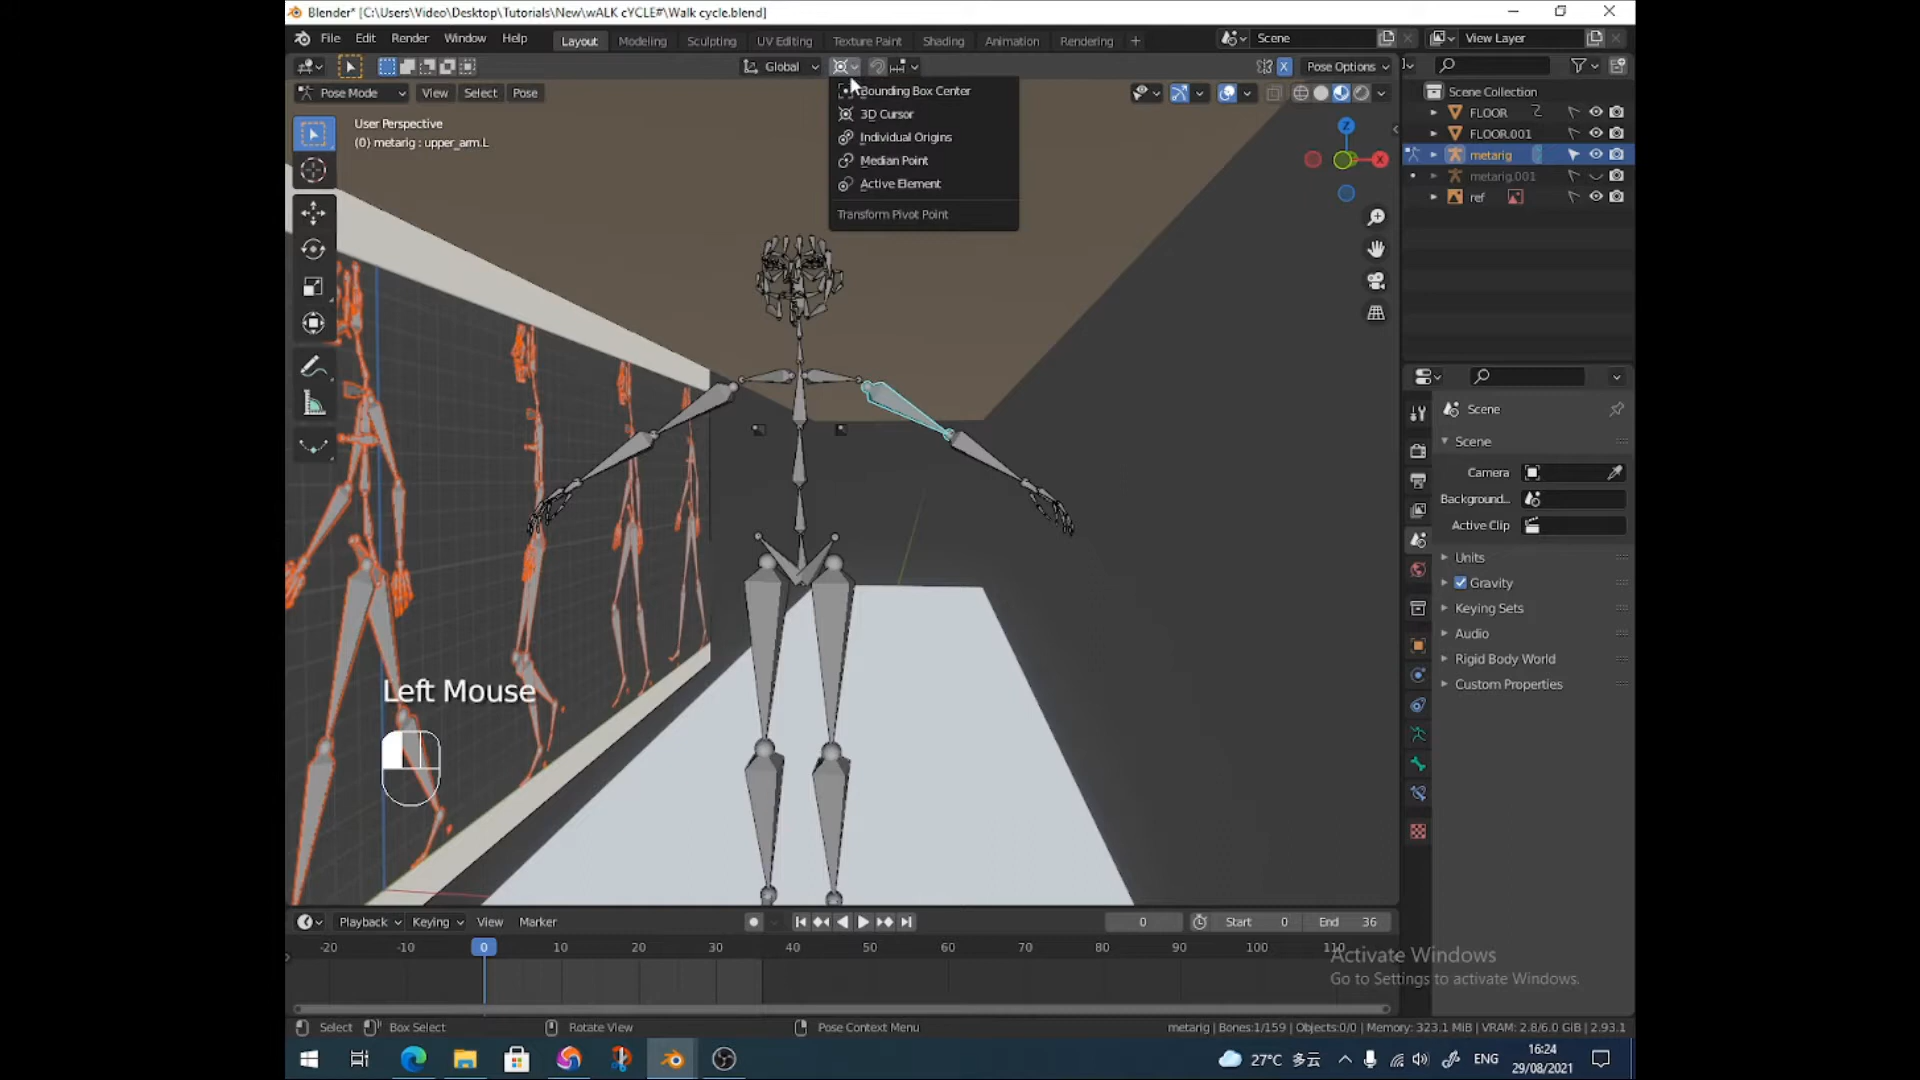 Blender* [C:\Users\Video\Desktop\Tutorials\New\wALK cYCLE#\Walk cycle.blend]
File Edit Render Window Help Layout Modeling Sculpting UV Editing Texture Paint Shading Animation Rendering + Scene View Layer
Global Pose Options
Pose Mode View Select Pose
User Perspective
(0) metarig : upper_arm.L
Bounding Box Center
3D Cursor
Individual Origins
Median Point
Active Element
Transform Pivot Point
Z
X
Scene Collection
FLOOR
FLOOR.001
metarig
metarig.001
ref
Scene
Scene
Camera
Background...
Active Clip
Units
Gravity
Keying Sets
Audio
Rigid Body World
Custom Properties
Left Mouse
Playback Keying View Marker 0 Start 0 End 36
-20 -10 0 10 20 30 40 50 60 70 80 90 100 110
Activate Windows
Go to Settings to activate Windows.
Select Box Select Rotate View Pose Context Menu metarig | Bones:1/159 | Objects:0/0 | Memory: 323.1 MiB | VRAM: 2.8/6.0 GiB | 2.93.1
27°C 多云 ENG 16:24
29/08/2021